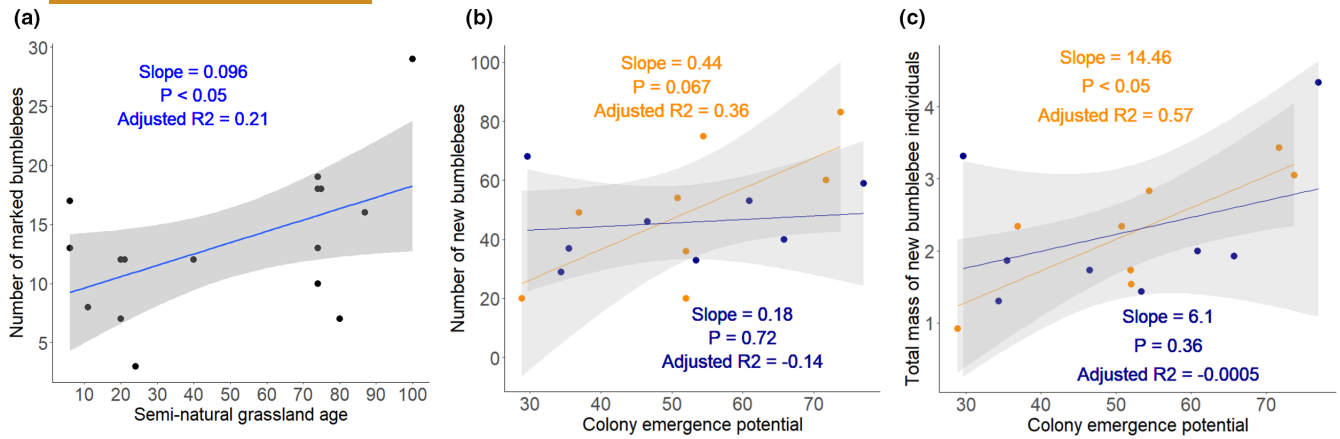 (a)
Number of marked bumblebees
30
25
20
15
10
5
Slope = 0.096
P < 0.05
Adjusted R2 = 0.21
10 20 30 40 50 60 70 80 90 100
Semi-natural grassland age
(b)
Number of new bumblebees
100
80
60
40
20
0
Slope = 0.44
P = 0.067
Adjusted R2 = 0.36
Slope = 0.18
P = 0.72
Adjusted R2 = -0.14
30 40 50 60 70
Colony emergence potential
(c)
Total mass of new bumblebee individuals
4
3
2
1
Slope = 14.46
P < 0.05
Adjusted R2 = 0.57
Slope = 6.1
P = 0.36
Adjusted R2 = -0.0005
30 40 50 60 70
Colony emergence potential